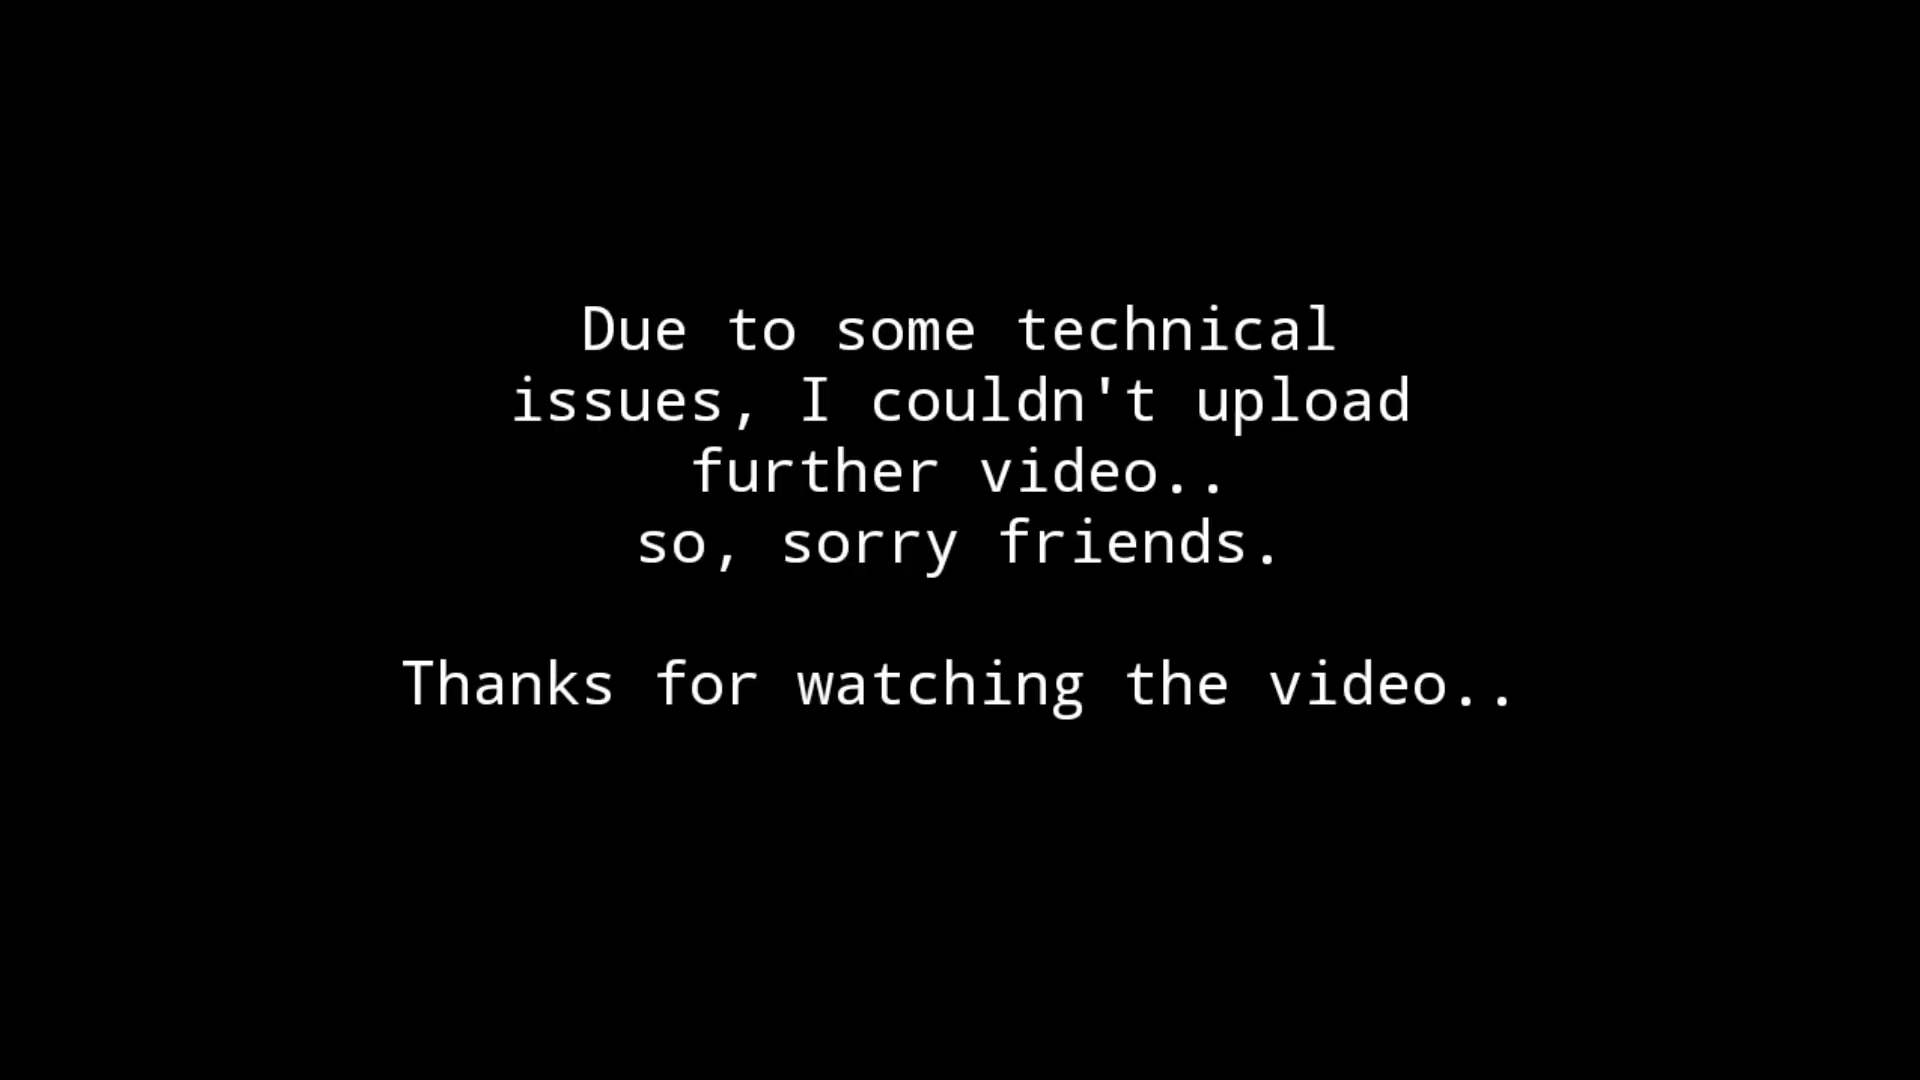 Due to some technical
issues, I couldn't upload
further video..
so, sorry friends.
Thanks for watching the video..